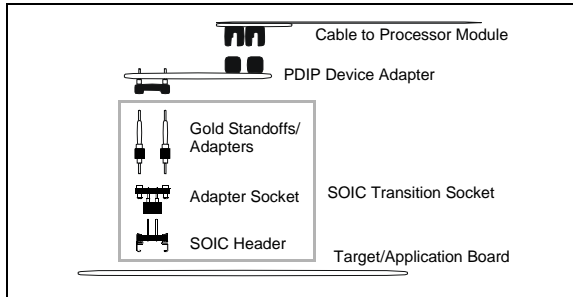 Cable to Processor Module
PDIP Device Adapter
Gold Standoffs/
Adapters
Adapter Socket
SOIC Transition Socket
SOIC Header
Target/Application Board